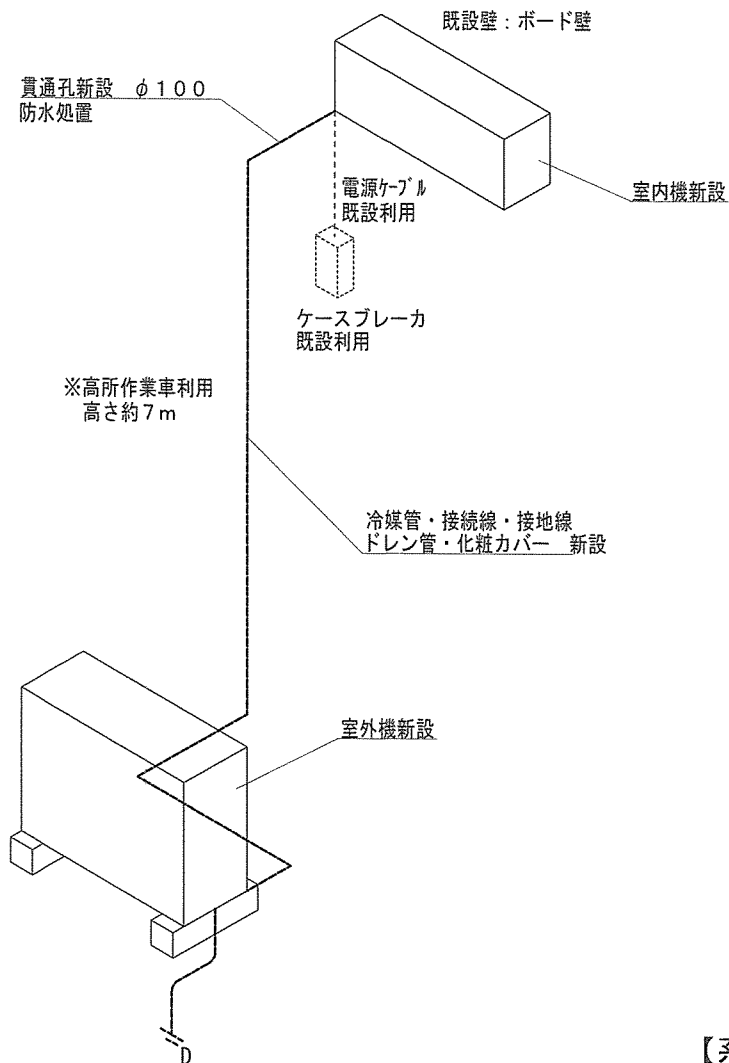 既設壁：ボード壁
貫通孔新設　φ１００
防水処置
室内機新設
電源ｹｰﾌﾞﾙ
既設利用
ケースブレーカ
既設利用
※高所作業車利用
高さ約７ｍ
冷媒管・接続線・接地線
ドレン管・化粧カバー　新設
室外機新設
D
【